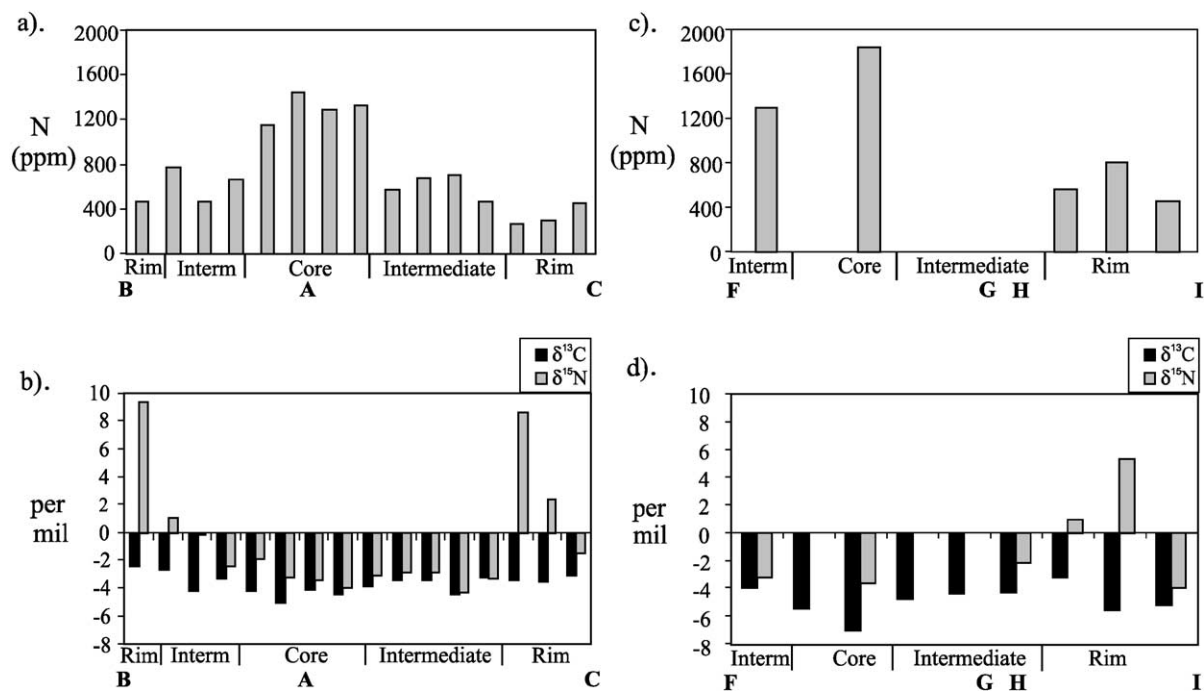 a).
2000
1600
1200
800
400
0
N
(ppm)
Rim Interm Core Intermediate Rim
B A C
c).
2000
1600
1200
800
400
0
N
(ppm)
Interm Core Intermediate Rim
F G H I
b).
δ¹³C
δ¹⁵N
10
8
6
4
2
0
-2
-4
-6
-8
per
mil
Rim Interm Core Intermediate Rim
B A C
d).
δ¹³C
δ¹⁵N
10
8
6
4
2
0
-2
-4
-6
-8
per
mil
Interm Core Intermediate Rim
F G H I